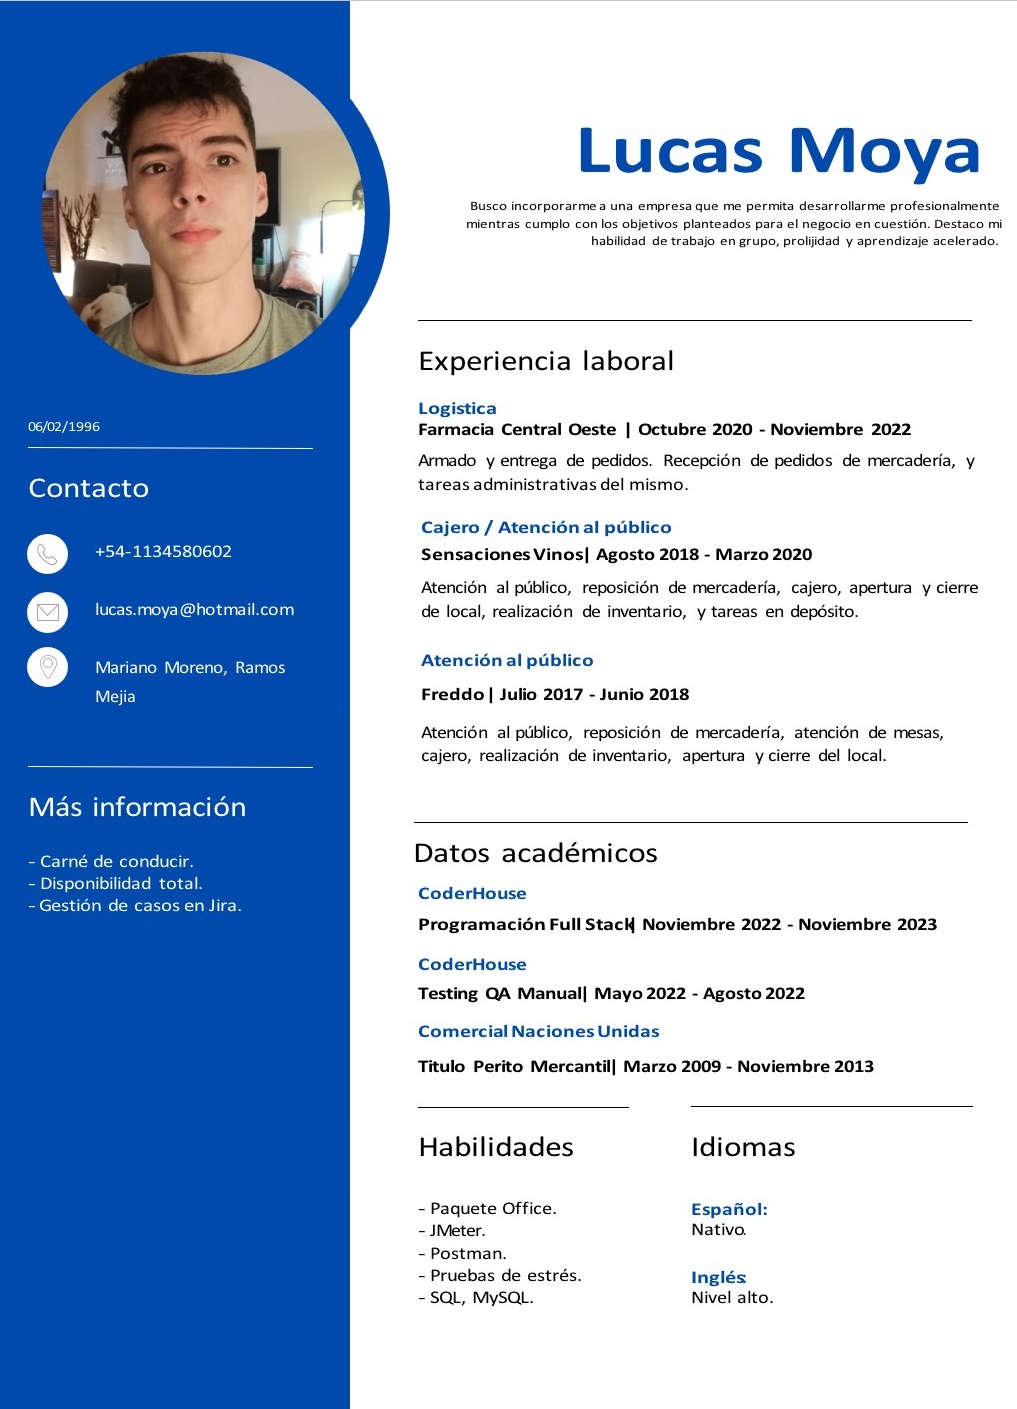 Lucas Moya
Busco incorporarme a una empresa que me permita desarrollarme profesionalmente
mientras cumplo con los objetivos planteados para el negocio en cuestión. Destaco mi
habilidad de trabajo en grupo, prolijidad y aprendizaje acelerado.
06/02/1996
Contacto
+54-1134580602
lucas.moya@hotmail.com
Mariano Moreno, Ramos
Mejia
Más información
- Carné de conducir.
- Disponibilidad total.
- Gestión de casos en Jira.
Experiencia laboral
Logistica
Farmacia Central Oeste | Octubre 2020 - Noviembre 2022
Armado y entrega de pedidos. Recepción de pedidos de mercadería, y
tareas administrativas del mismo.
Cajero / Atención al público
Sensaciones Vinos| Agosto 2018 - Marzo 2020
Atención al público, reposición de mercadería, cajero, apertura y cierre
de local, realización de inventario, y tareas en depósito.
Atención al público
Freddo | Julio 2017 - Junio 2018
Atención al público, reposición de mercadería, atención de mesas,
cajero, realización de inventario, apertura y cierre del local.
Datos académicos
CoderHouse
Programación Full Stack| Noviembre 2022 - Noviembre 2023
CoderHouse
Testing QA Manual| Mayo 2022 - Agosto 2022
Comercial Naciones Unidas
Titulo Perito Mercantil| Marzo 2009 - Noviembre 2013
Habilidades
- Paquete Office.
- JMeter.
- Postman.
- Pruebas de estrés.
- SQL, MySQL.
Idiomas
Español:
Nativo.
Inglés:
Nivel alto.